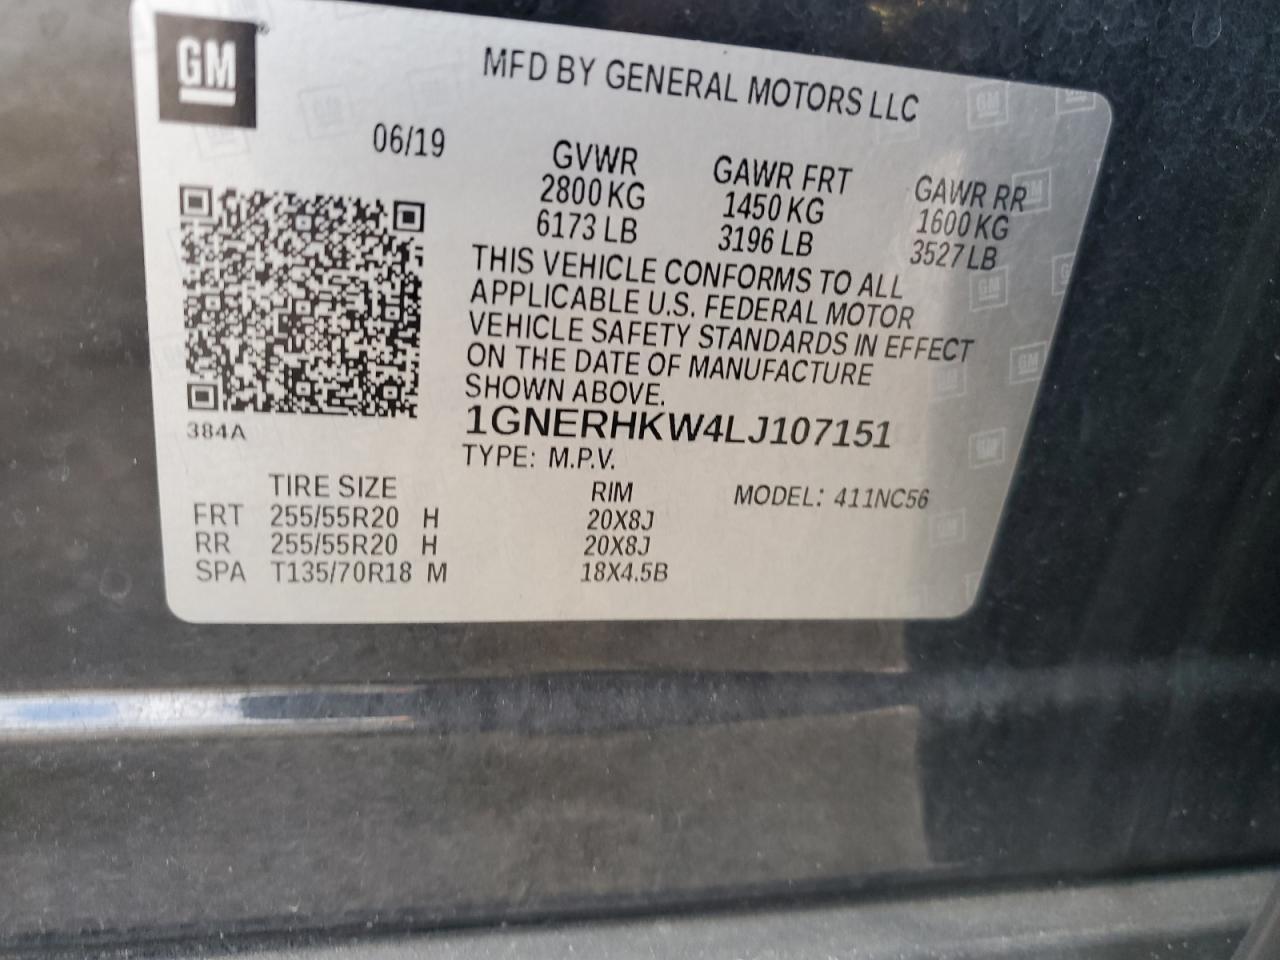 GM
MFD BY GENERAL MOTORS LLC
06/19
GVWR GAWR FRT GAWR RR
2800 KG 1450 KG 1600 KG
6173 LB 3196 LB 3527 LB
THIS VEHICLE CONFORMS TO ALL
APPLICABLE U.S. FEDERAL MOTOR
VEHICLE SAFETY STANDARDS IN EFFECT
ON THE DATE OF MANUFACTURE
SHOWN ABOVE.
384A
1GNERHKW4LJ107151
TYPE: M.P.V.
TIRE SIZE RIM MODEL: 411NC56
FRT 255/55R20 H 20X8J
RR 255/55R20 H 20X8J
SPA T135/70R18 M 18X4.5B